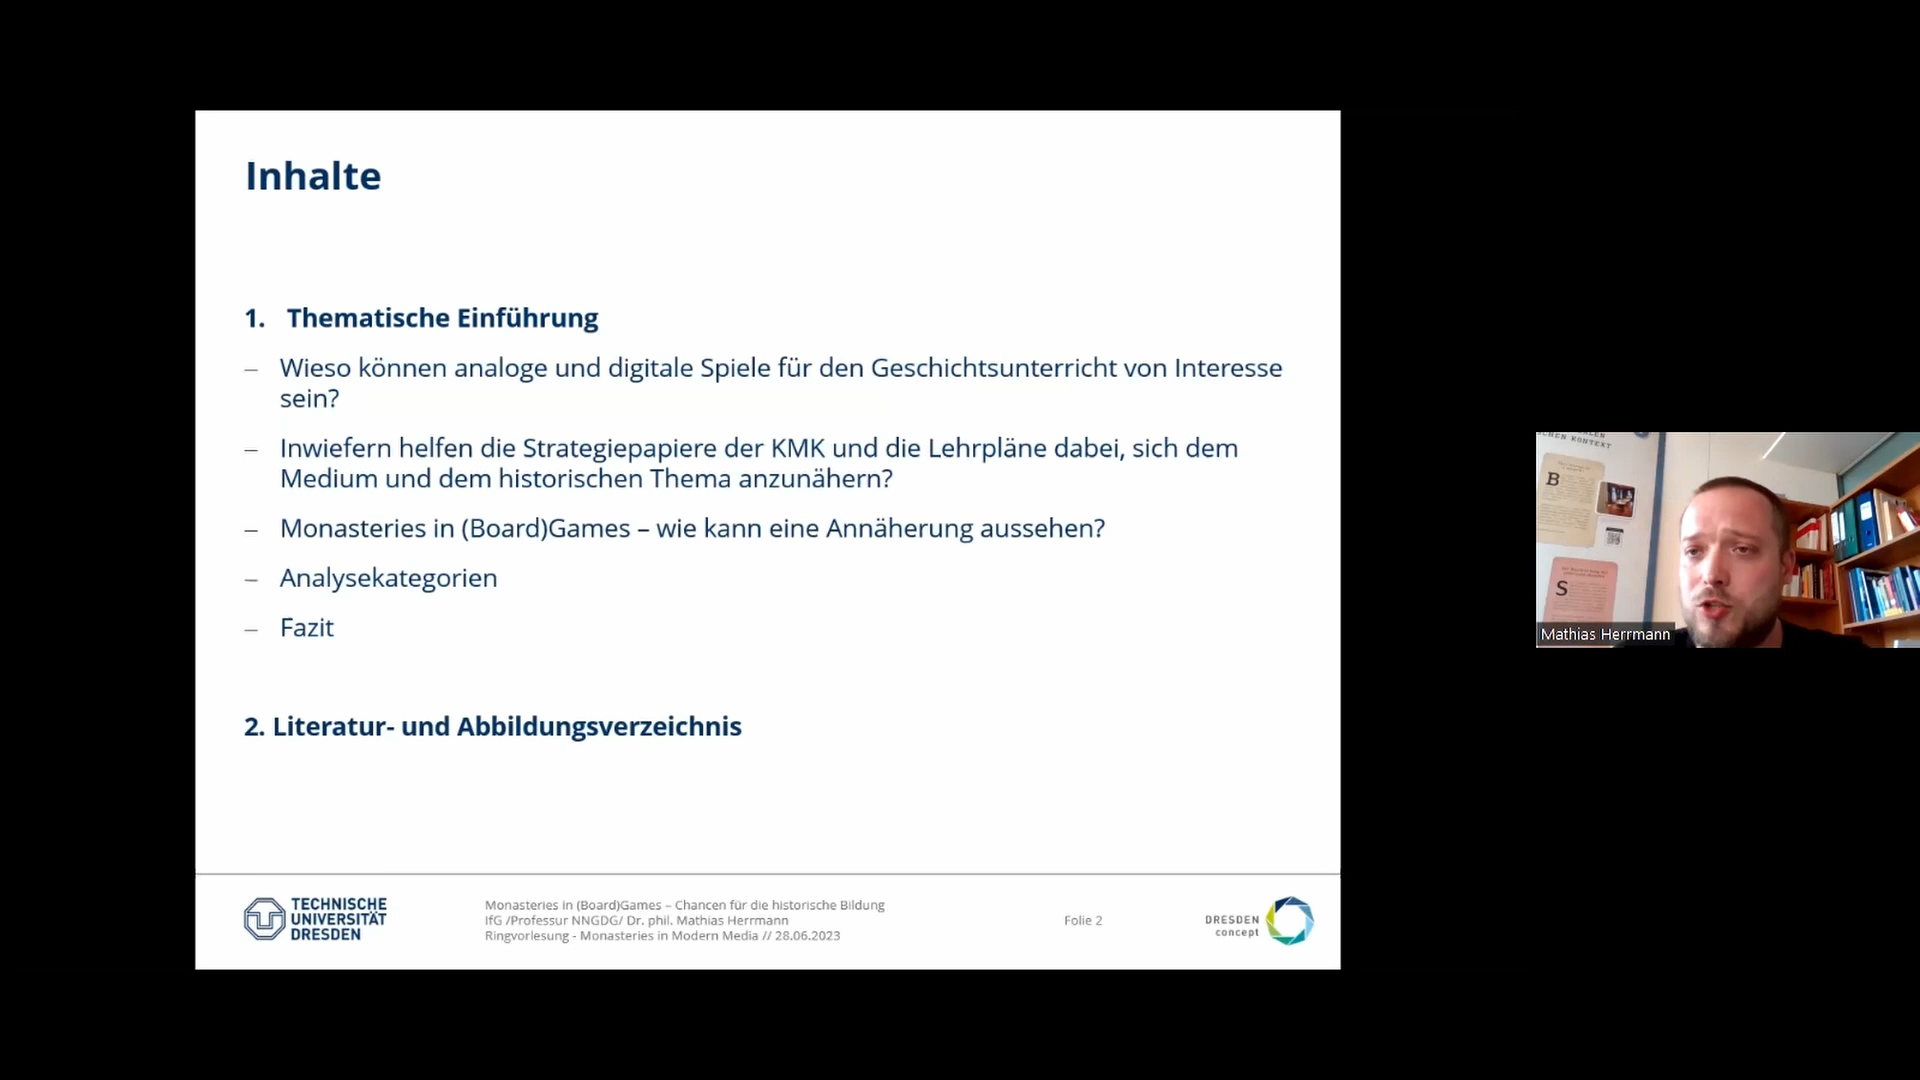 Inhalte
1. Thematische Einführung
– Wieso können analoge und digitale Spiele für den Geschichtsunterricht von Interesse
sein?
– Inwiefern helfen die Strategiepapiere der KMK und die Lehrpläne dabei, sich dem
Medium und dem historischen Thema anzunähern?
– Monasteries in (Board)Games – wie kann eine Annäherung aussehen?
– Analysekategorien
– Fazit
2. Literatur- und Abbildungsverzeichnis
TECHNISCHE
UNIVERSITÄT
DRESDEN
Monasteries in (Board)Games – Chancen für die historische Bildung
IfG /Professur NNGDG/ Dr. phil. Mathias Herrmann
Ringvorlesung - Monasteries in Modern Media // 28.06.2023
Folie 2
DRESDEN
concept
KONTEXT
B
S
Mathias Herrmann